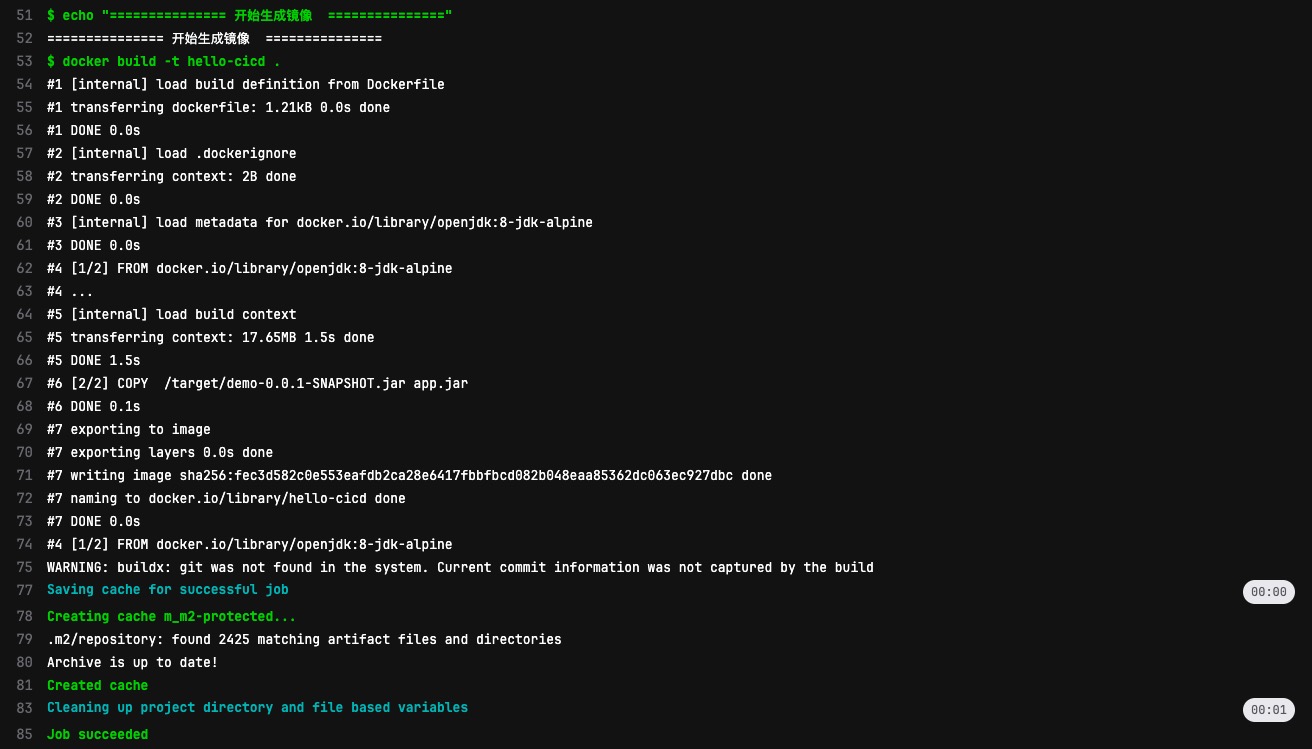 51 $ echo "=============== 开始生成镜像  ==============="
52 =============== 开始生成镜像  ===============
53 $ docker build -t hello-cicd .
54 #1 [internal] load build definition from Dockerfile
55 #1 transferring dockerfile: 1.21kB 0.0s done
56 #1 DONE 0.0s
57 #2 [internal] load .dockerignore
58 #2 transferring context: 2B done
59 #2 DONE 0.0s
60 #3 [internal] load metadata for docker.io/library/openjdk:8-jdk-alpine
61 #3 DONE 0.0s
62 #4 [1/2] FROM docker.io/library/openjdk:8-jdk-alpine
63 #4 ...
64 #5 [internal] load build context
65 #5 transferring context: 17.65MB 1.5s done
66 #5 DONE 1.5s
67 #6 [2/2] COPY  /target/demo-0.0.1-SNAPSHOT.jar app.jar
68 #6 DONE 0.1s
69 #7 exporting to image
70 #7 exporting layers 0.0s done
71 #7 writing image sha256:fec3d582c0e553eafdb2ca28e6417fbbfbcd082b048eaa85362dc063ec927dbc done
72 #7 naming to docker.io/library/hello-cicd done
73 #7 DONE 0.0s
74 #4 [1/2] FROM docker.io/library/openjdk:8-jdk-alpine
75 WARNING: buildx: git was not found in the system. Current commit information was not captured by the build
77 Saving cache for successful job 00:00
78 Creating cache m_m2-protected...
79 .m2/repository: found 2425 matching artifact files and directories
80 Archive is up to date!
81 Created cache
83 Cleaning up project directory and file based variables 00:01
85 Job succeeded